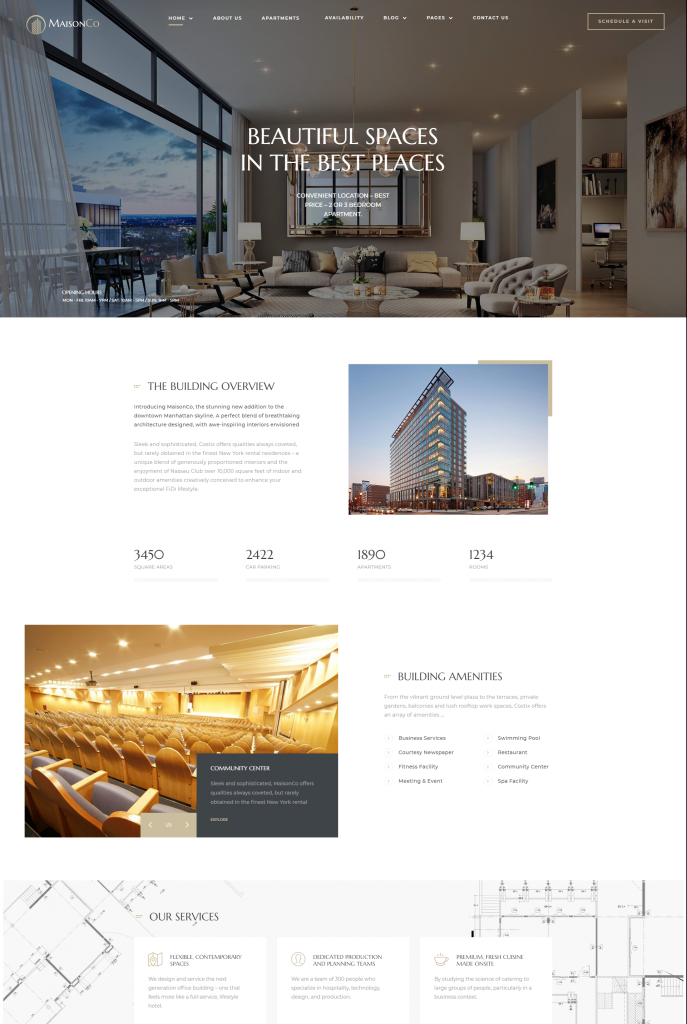 MaisonCo
HOME
ABOUT US
APARTMENTS
AVAILABILITY
BLOG
PAGES
CONTACT US
SCHEDULE A VISIT
BEAUTIFUL SPACES
IN THE BEST PLACES
CONVENIENT LOCATION – BEST
PRICE – 2 OR 3 BEDROOM
APARTMENT.
OPENING HOURS
THE BUILDING OVERVIEW
Introducing MaisonCo, the stunning new addition to the
downtown Manhattan skyline. A perfect blend of breathtaking
architecture designed, with awe-inspiring interiors envisioned
Sleek and sophisticated, Costix offers qualities always coveted,
but rarely obtained in the finest New York rental residences – a
unique blend of generously proportioned interiors and the
enjoyment of Nassau Club over 10,000 square feet of indoor and
outdoor amenities creatively conceived to enhance your
exceptional FiDi lifestyle.
3450
SQUARE AREAS
2422
CAR PARKING
1890
APARTMENTS
1234
ROOMS
COMMUNITY CENTER
Sleek and sophisticated, MaisonCo offers
qualities always coveted, but rarely
obtained in the finest New York rental
EXPLORE
BUILDING AMENITIES
From the vibrant ground level plaza to the terraces, private
gardens, balconies and lush rooftop work spaces, Costix offers
an array of amenities ...
Business Services
Swimming Pool
Courtesy Newspaper
Restaurant
Fitness Facility
Community Center
Meeting & Event
Spa Facility
OUR SERVICES
FLEXIBLE, CONTEMPORARY
SPACES
We design and service the next
generation office building – one that
feels more like a full-service, lifestyle
hotel.
DEDICATED PRODUCTION
AND PLANNING TEAMS
We are a team of 300 people who
specialize in hospitality, technology,
design, and production.
PREMIUM, FRESH CUISINE
MADE ONSITE
By studying the science of catering to
large groups of people, particularly in a
business context.